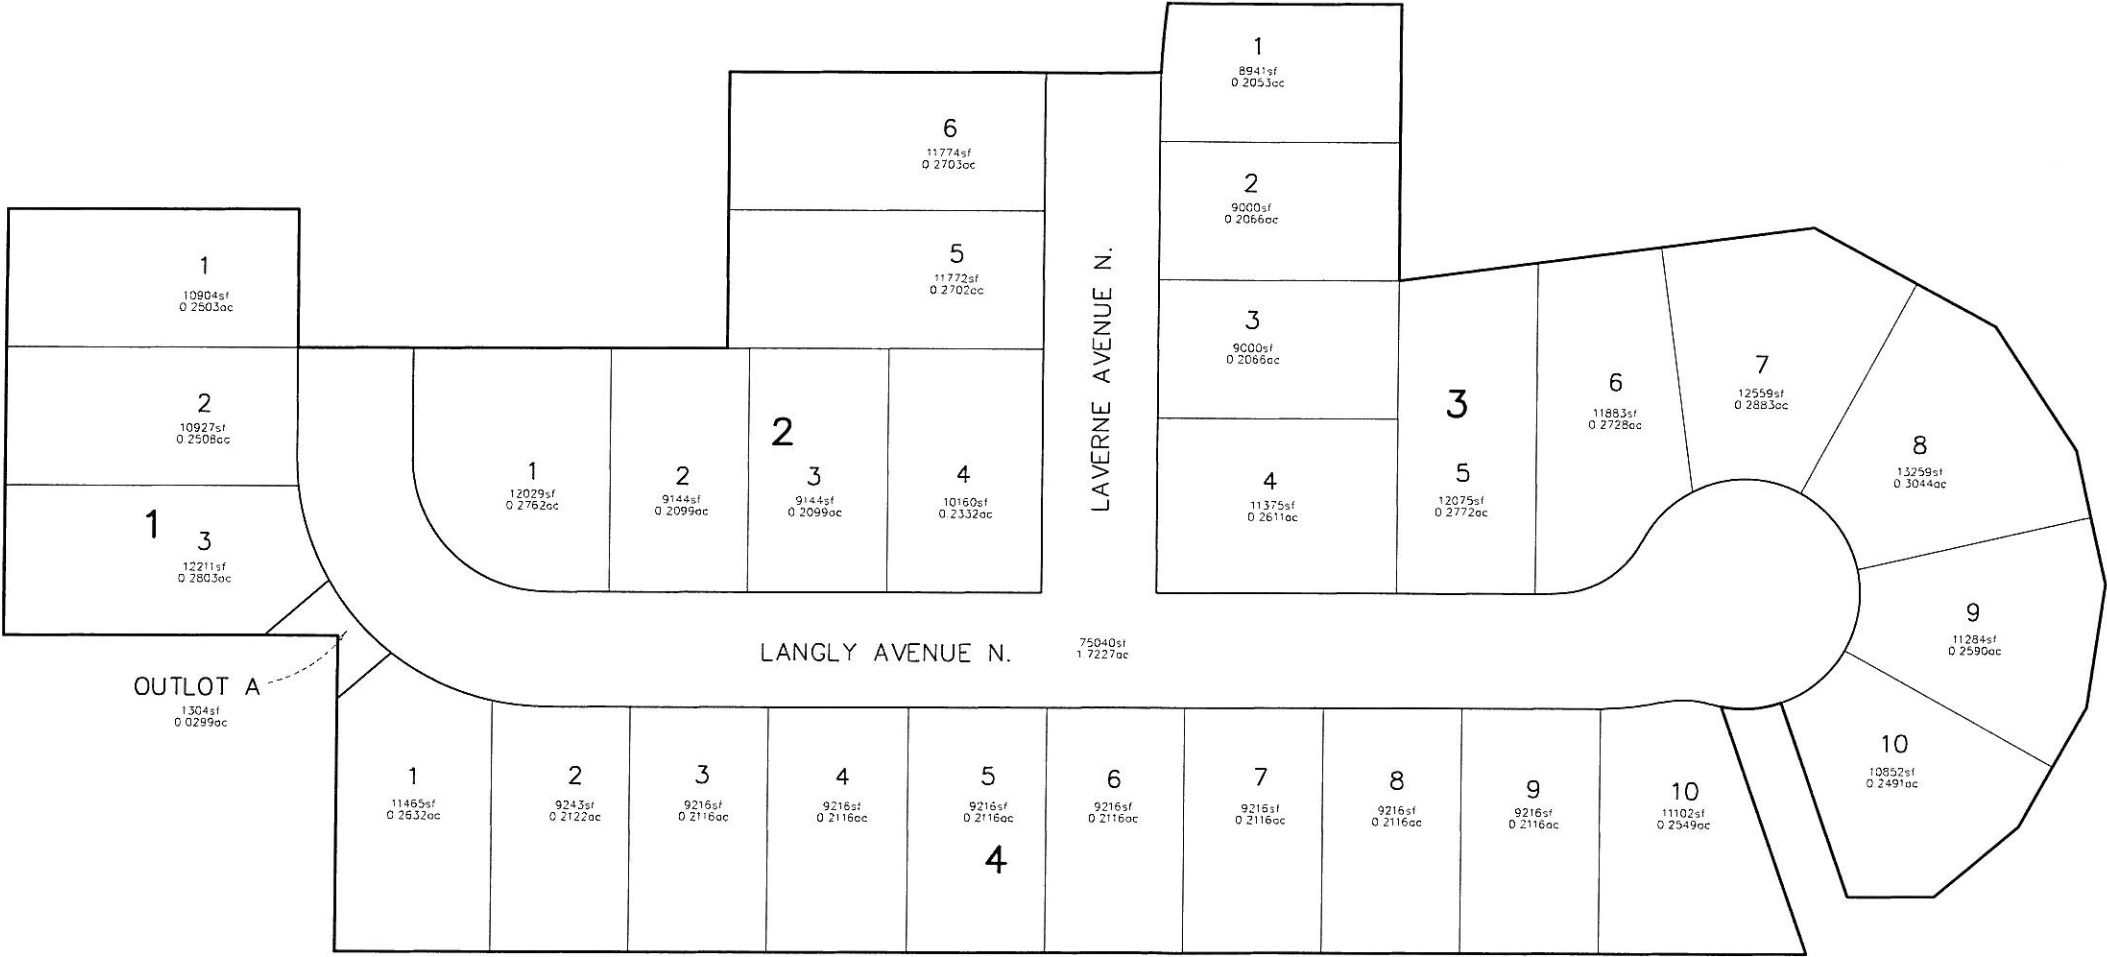 1
8941sf
0.2053ac
2
9000sf
0.2066ac
3
9000sf
0.2066ac
4
11375sf
0.2611ac
3
5
12075sf
0.2772ac
6
11883sf
0.2728ac
7
12559sf
0.2883ac
8
13259sf
0.3044ac
9
11284sf
0.2590ac
10
10852sf
0.2491ac
6
11774sf
0.2703ac
5
11772sf
0.2702ac
LAVERNE AVENUE N.
1
10904sf
0.2503ac
2
10927sf
0.2508ac
1
3
12211sf
0.2803ac
2
1
12029sf
0.2762ac
2
9144sf
0.2099ac
3
9144sf
0.2099ac
4
10160sf
0.2332ac
LANGLY AVENUE N.
75040sf
1.7227ac
OUTLOT A
1304sf
0.0299ac
1
11465sf
0.2632ac
2
9243sf
0.2122ac
3
9216sf
0.2116ac
4
9216sf
0.2116ac
5
9216sf
0.2116ac
6
9216sf
0.2116ac
7
9216sf
0.2116ac
8
9216sf
0.2116ac
9
9216sf
0.2116ac
10
11102sf
0.2549ac
4